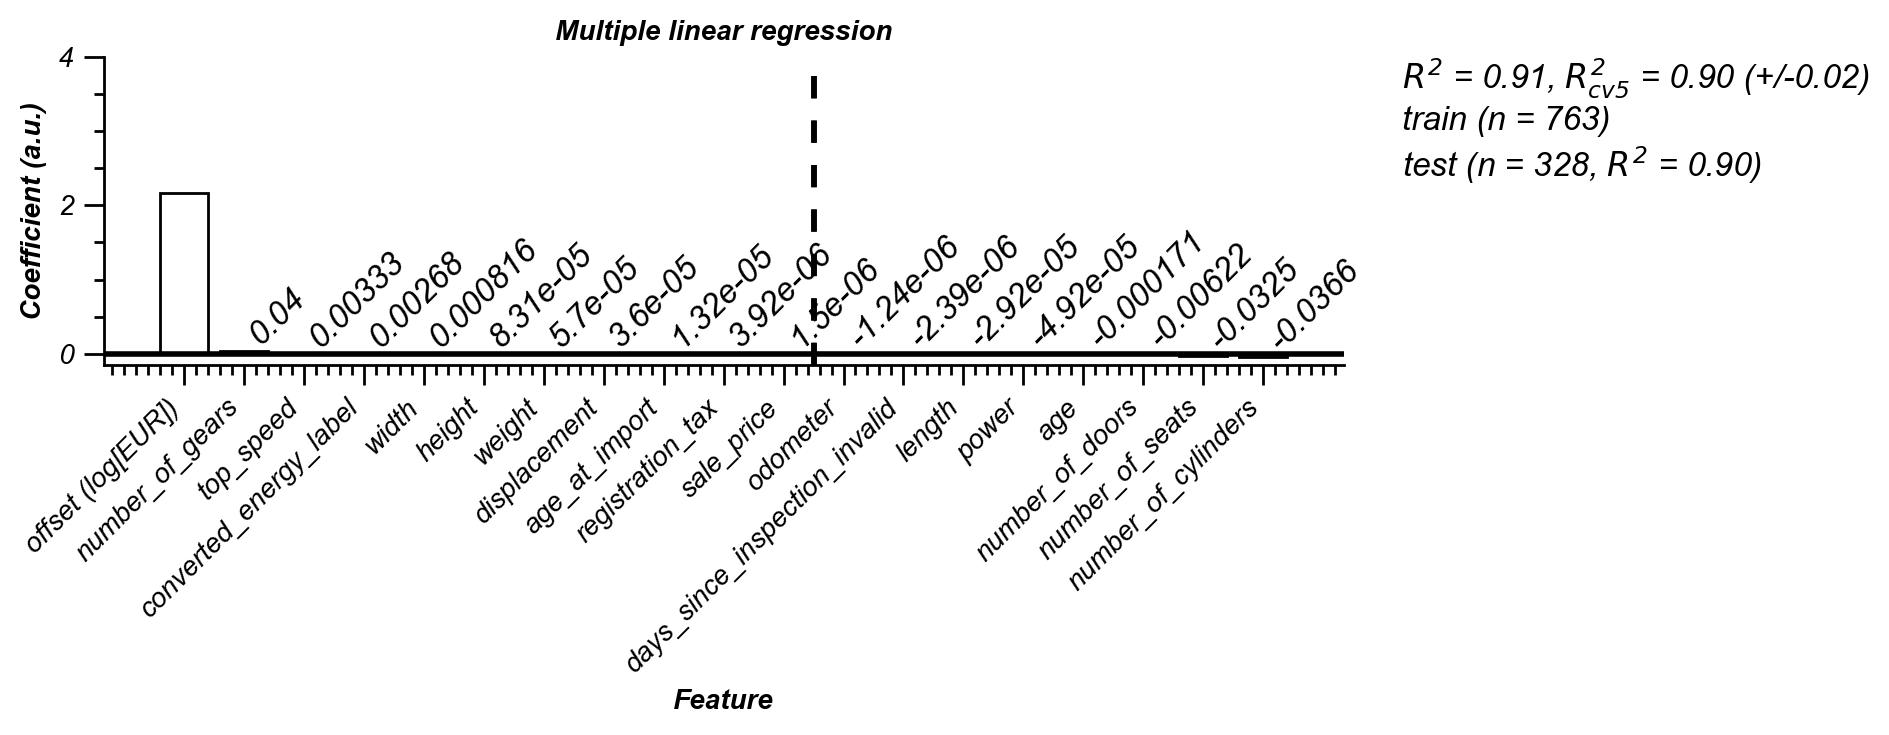 Multiple linear regression
R² = 0.91, R²cv5 = 0.90 (+/-0.02)
train (n = 763)
test (n = 328, R² = 0.90)
Coefficient (a.u.)
4
2
0
0.04
0.00333
0.00268
0.000816
8.31e-05
5.7e-05
3.6e-05
1.32e-05
3.92e-06
1.5e-06
-1.24e-06
-2.39e-06
-2.92e-05
-4.92e-05
-0.000171
-0.00622
-0.0325
-0.0366
offset (log[EUR])
number_of_gears
top_speed
converted_energy_label
width
height
weight
displacement
age_at_import
registration_tax
sale_price
odometer
days_since_inspection_invalid
length
power
age
number_of_doors
number_of_seats
number_of_cylinders
Feature